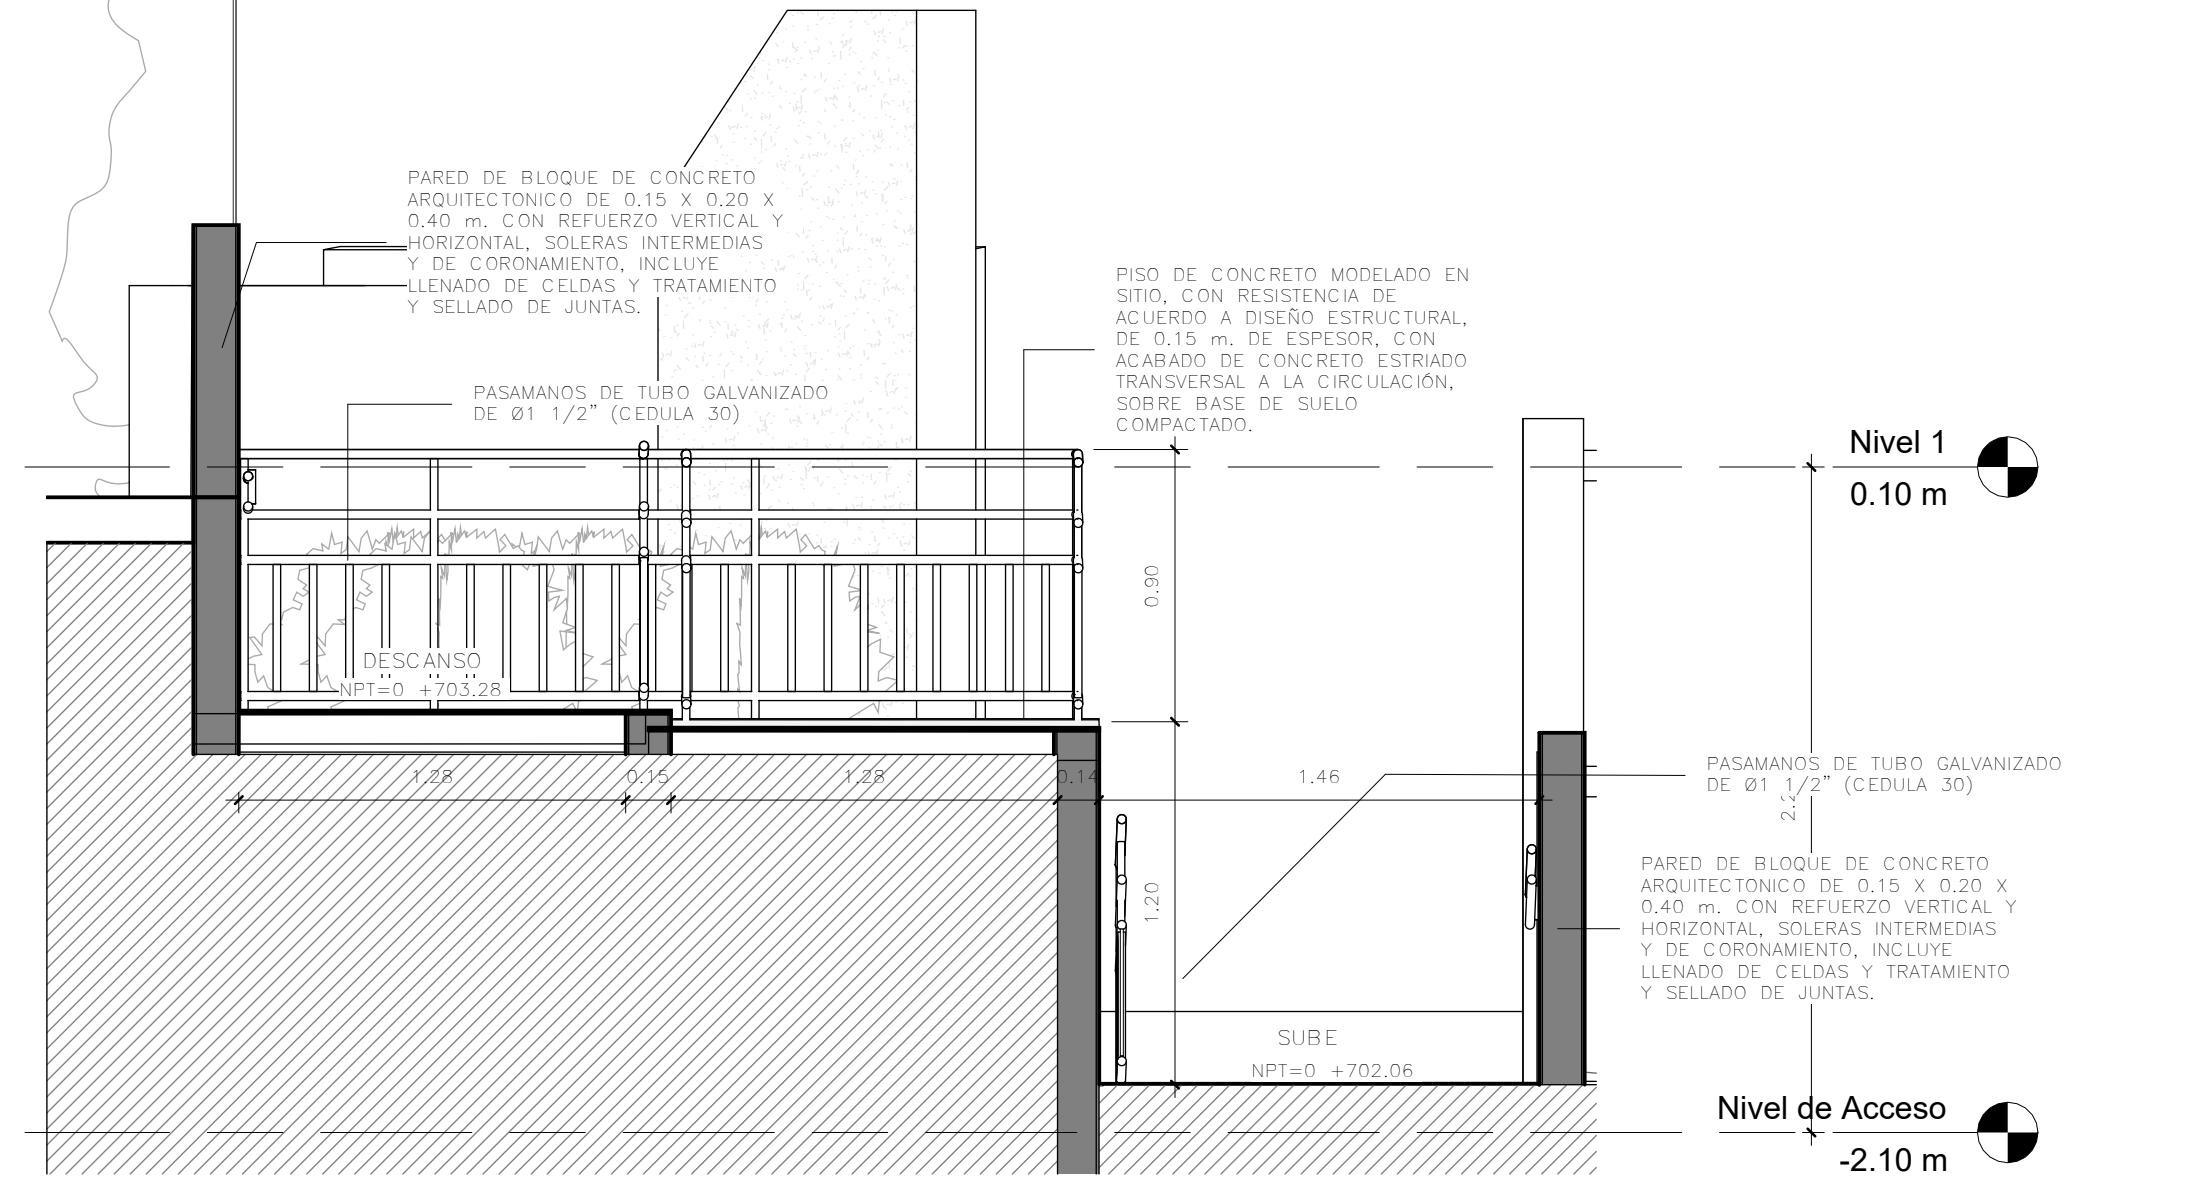 PARED DE BLOQUE DE CONCRETO
ARQUITECTONICO DE 0.15 X 0.20 X
0.40 m. CON REFUERZO VERTICAL Y
HORIZONTAL, SOLERAS INTERMEDIAS
Y DE CORONAMIENTO, INCLUYE
LLENADO DE CELDAS Y TRATAMIENTO
Y SELLADO DE JUNTAS.
PISO DE CONCRETO MODELADO EN
SITIO, CON RESISTENCIA DE
ACUERDO A DISEÑO ESTRUCTURAL,
DE 0.15 m. DE ESPESOR, CON
ACABADO DE CONCRETO ESTRIADO
TRANSVERSAL A LA CIRCULACIÓN,
SOBRE BASE DE SUELO
COMPACTADO.
PASAMANOS DE TUBO GALVANIZADO
DE Ø1 1/2” (CEDULA 30)
Nivel 1
0.10 m
0.90
DESCANSO
NPT=0 +703.28
1.28
0.15
1.28
0.14
1.46
PASAMANOS DE TUBO GALVANIZADO
DE Ø1 1/2” (CEDULA 30)
1.20
PARED DE BLOQUE DE CONCRETO
ARQUITECTONICO DE 0.15 X 0.20 X
0.40 m. CON REFUERZO VERTICAL Y
HORIZONTAL, SOLERAS INTERMEDIAS
Y DE CORONAMIENTO, INCLUYE
LLENADO DE CELDAS Y TRATAMIENTO
Y SELLADO DE JUNTAS.
SUBE
NPT=0 +702.06
Nivel de Acceso
-2.10 m